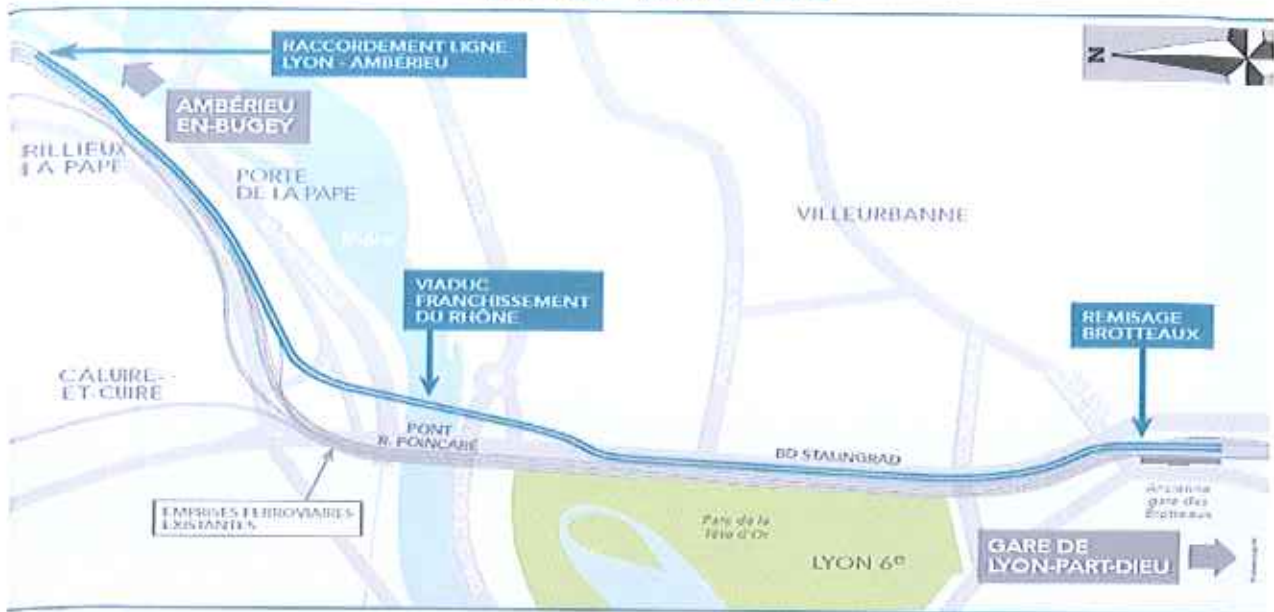 RACCORDEMENT LIGNE
LYON - AMBÉRIEU
N
AMBÉRIEU
EN-BUGEY
RILLIEUX
LA PAPE
PORTE
DE LA PAPE
Rhône
VILLEURBANNE
VIADUC
FRANCHISSEMENT
DU RHÔNE
REMISAGE
BROTTEAUX
CALUIRE-
ET-CUIRE
PONT
R. POINCARÉ
BD STALINGRAD
EMPRISES FERROVIAIRES
EXISTANTES
Parc de la
Tête d'Or
Ancienne
gare des
Brotteaux
LYON 6e
GARE DE
LYON-PART-DIEU